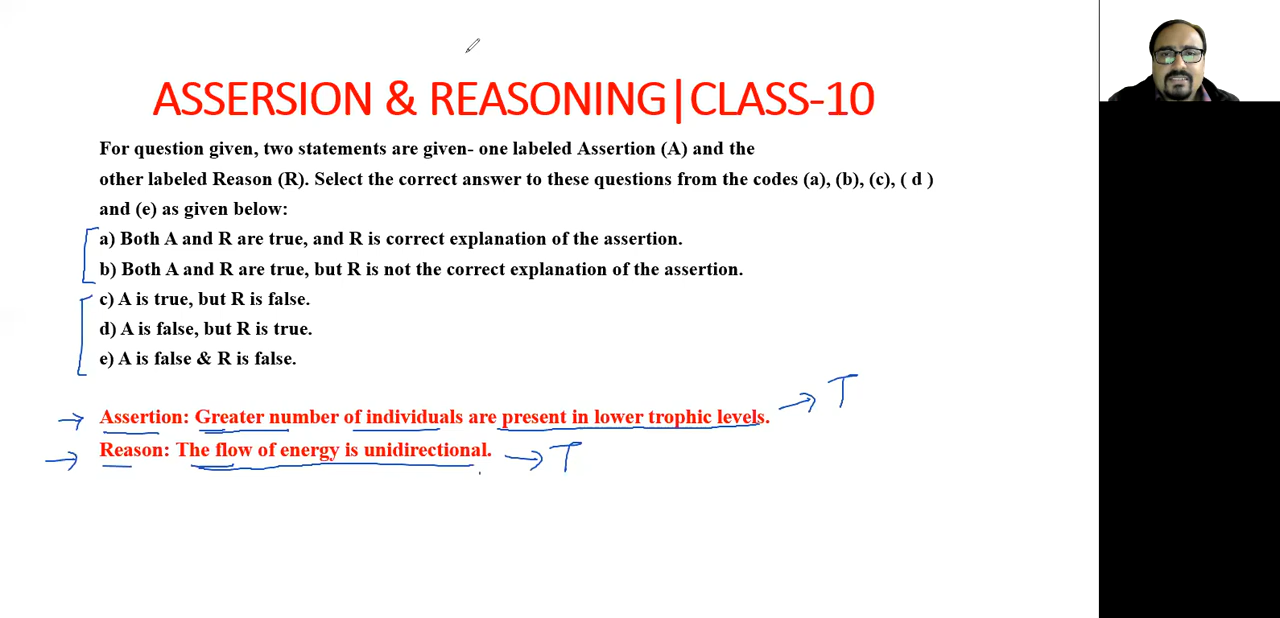 ASSERSION & REASONING|CLASS-10
For question given, two statements are given- one labeled Assertion (A) and the
other labeled Reason (R). Select the correct answer to these questions from the codes (a), (b), (c), ( d )
and (e) as given below:
a) Both A and R are true, and R is correct explanation of the assertion.
b) Both A and R are true, but R is not the correct explanation of the assertion.
c) A is true, but R is false.
d) A is false, but R is true.
e) A is false & R is false.
Assertion: Greater number of individuals are present in lower trophic levels. → T
Reason: The flow of energy is unidirectional. → T